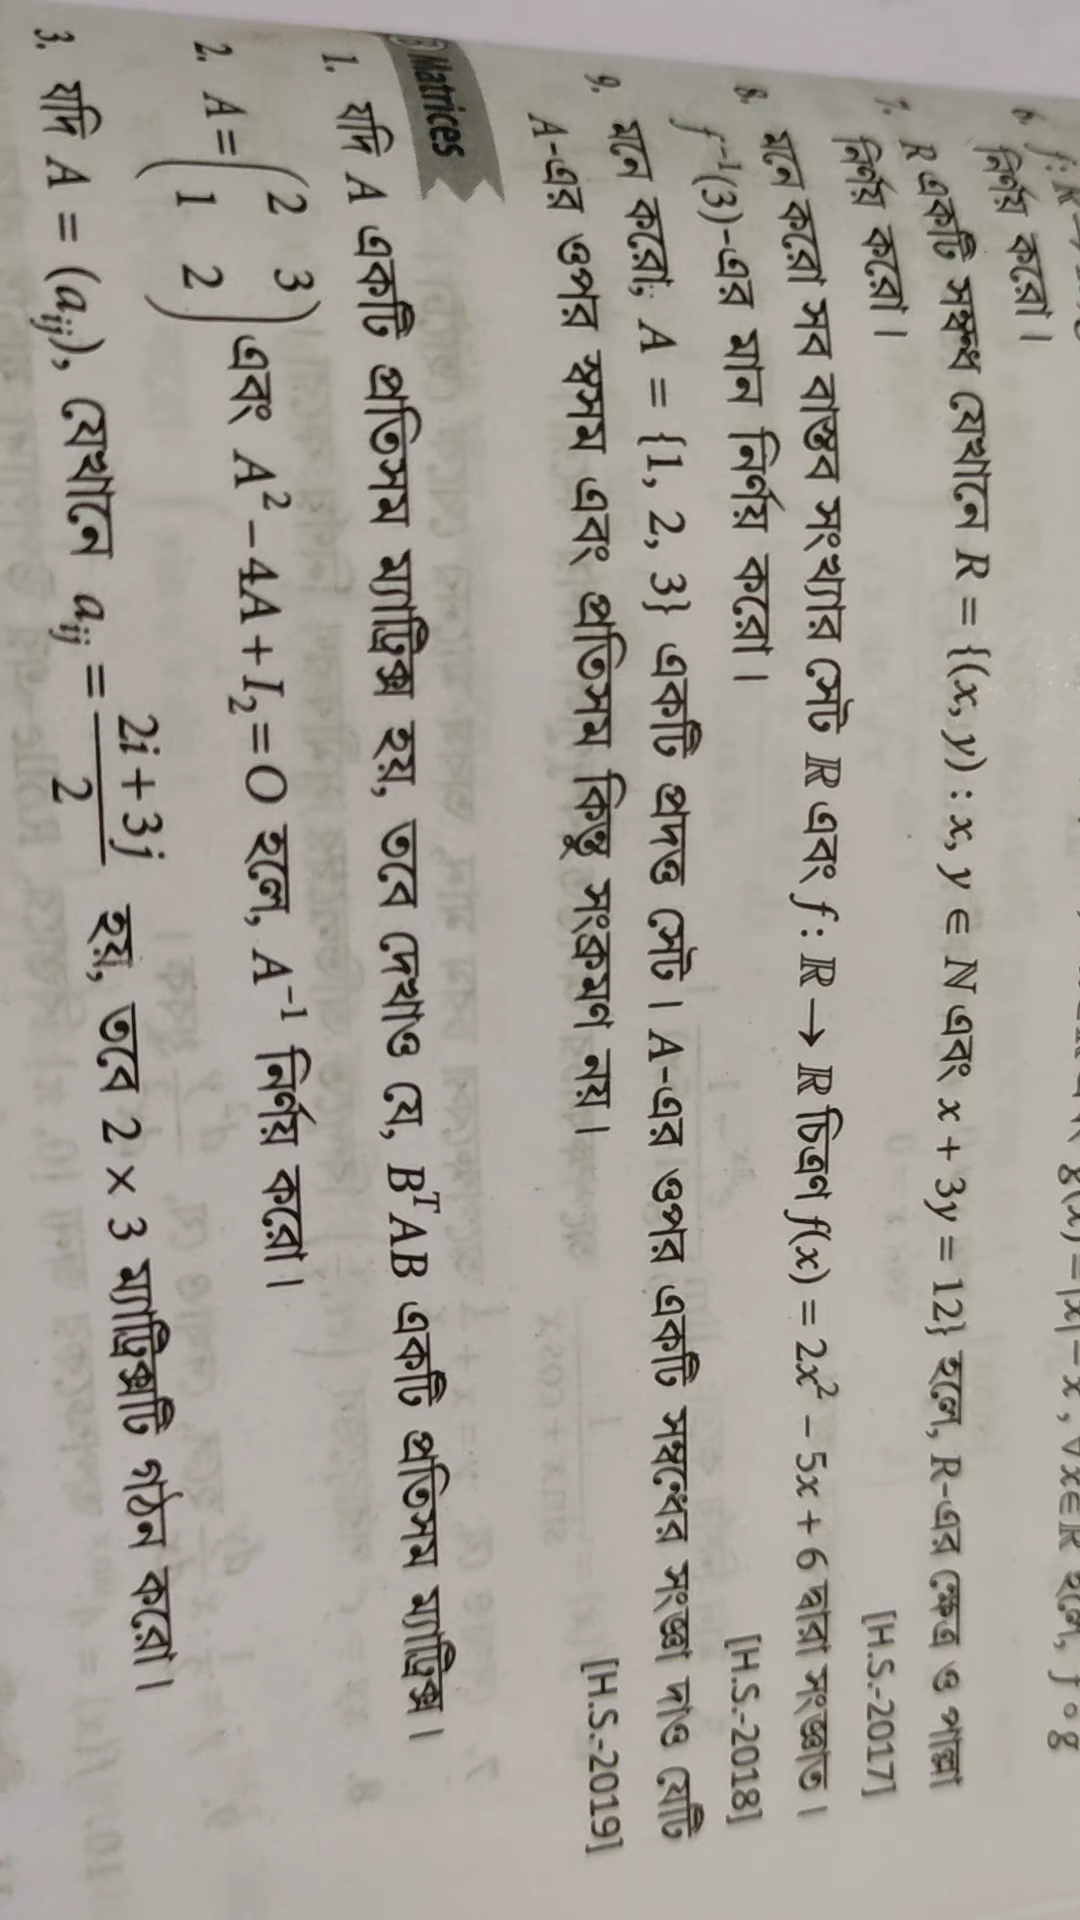 g(x) = |x| − x, ∀x∈ℝ হলে, f∘g
নির্ণয় করো।
7. R একটি সম্বন্ধ যেখানে R = {(x, y) : x, y ∈ ℕ এবং x + 3y = 12} হলে, R-এর ক্ষেত্র ও পাল্লা
নির্ণয় করো। [H.S.-2017]
8. মনে করো সব বাস্তব সংখ্যার সেট ℝ এবং f : ℝ → ℝ চিত্রণ f(x) = 2x² − 5x + 6 দ্বারা সংজ্ঞাত।
f⁻¹(3)-এর মান নির্ণয় করো। [H.S.-2018]
9. মনে করো, A = {1, 2, 3} একটি প্রদত্ত সেট। A-এর ওপর একটি সম্বন্ধের সংজ্ঞা দাও যেটি
A-এর ওপর স্বসম এবং প্রতিসম কিন্তু সংক্রমণ নয়। [H.S.-2019]
Matrices
1. যদি A একটি প্রতিসম ম্যাট্রিক্স হয়, তবে দেখাও যে, BᵀAB একটি প্রতিসম ম্যাট্রিক্স।
2. A = (2 3
1 2) এবং A² − 4A + I₂ = O হলে, A⁻¹ নির্ণয় করো।
3. যদি A = (aᵢⱼ), যেখানে aᵢⱼ = (2i + 3j)/2 হয়, তবে 2 × 3 ম্যাট্রিক্সটি গঠন করো।